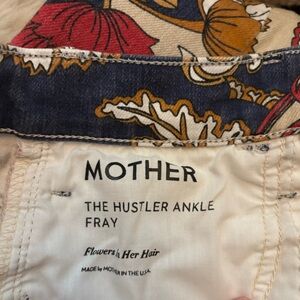 MOTHER
THE HUSTLER ANKLE
FRAY
Flowers in Her Hair
MADE by MOTHER IN THE U.S.A.